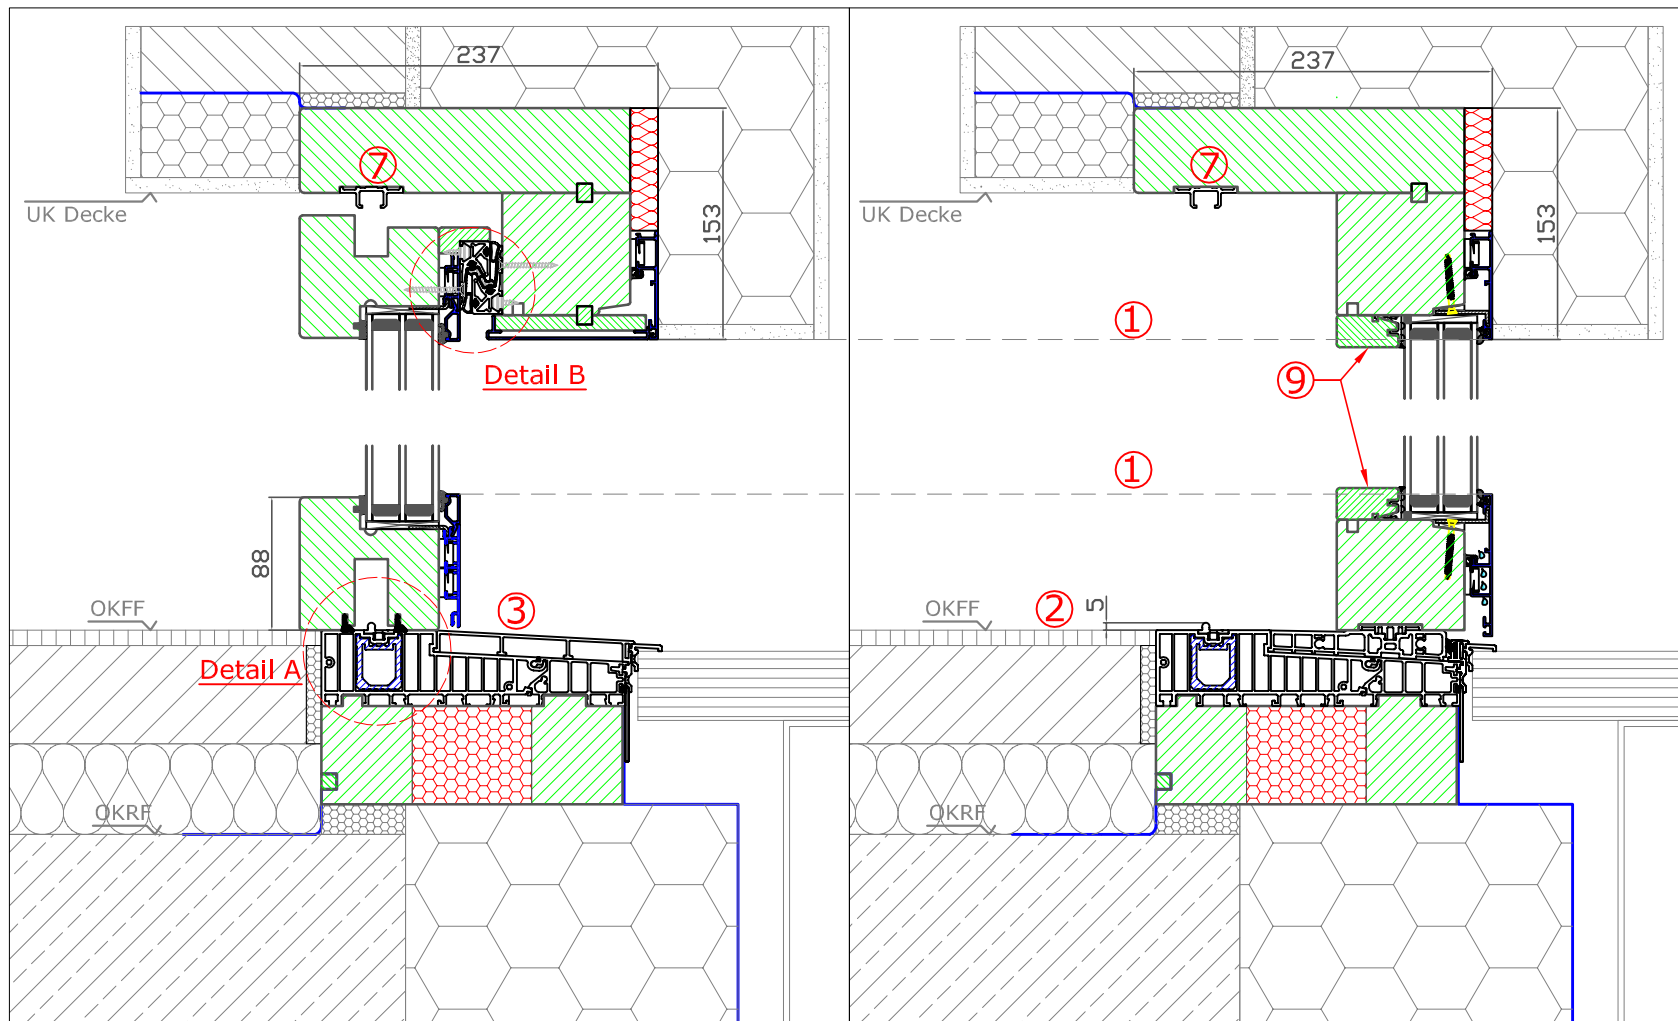 237
7
UK Decke
153
Detail B
88
OKFF
3
Detail A
OKRF
237
7
UK Decke
153
1
9
1
OKFF
2
5
OKRF